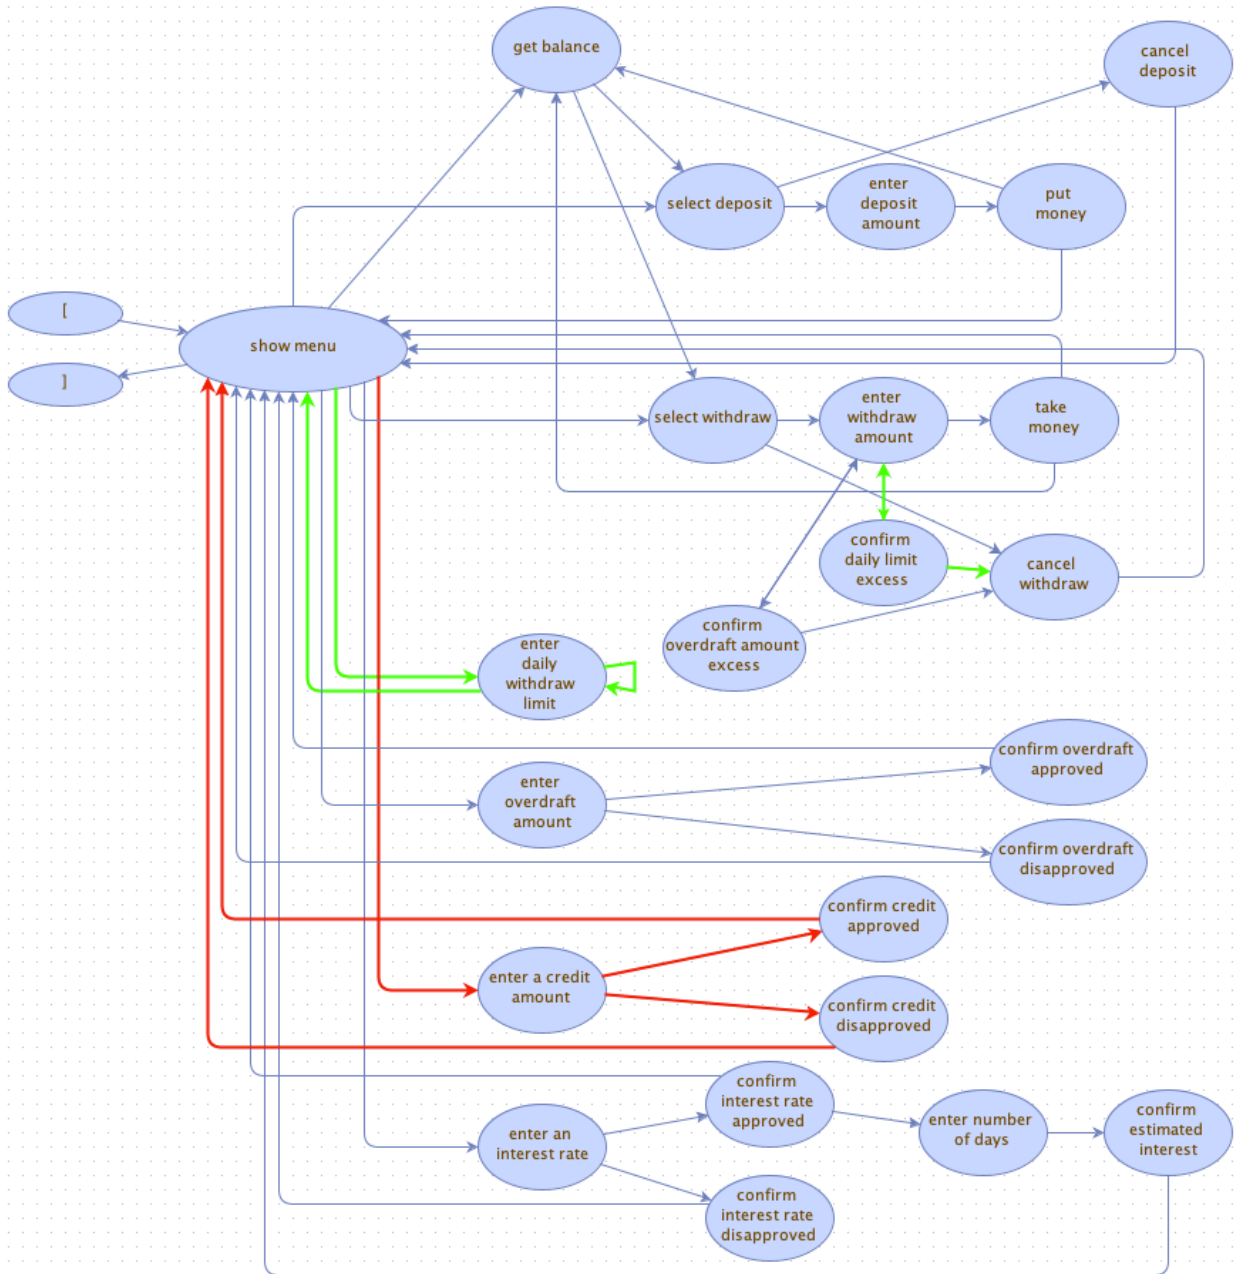 get balance
cancel
deposit
select deposit
enter
deposit
amount
put
money
[
show menu
]
select withdraw
enter
withdraw
amount
take
money
confirm
daily limit
excess
cancel
withdraw
confirm
overdraft amount
excess
enter
daily
withdraw
limit
confirm overdraft
approved
enter
overdraft
amount
confirm overdraft
disapproved
confirm credit
approved
enter a credit
amount
confirm credit
disapproved
confirm
interest rate
approved
enter number
of days
confirm
estimated
interest
enter an
interest rate
confirm
interest rate
disapproved